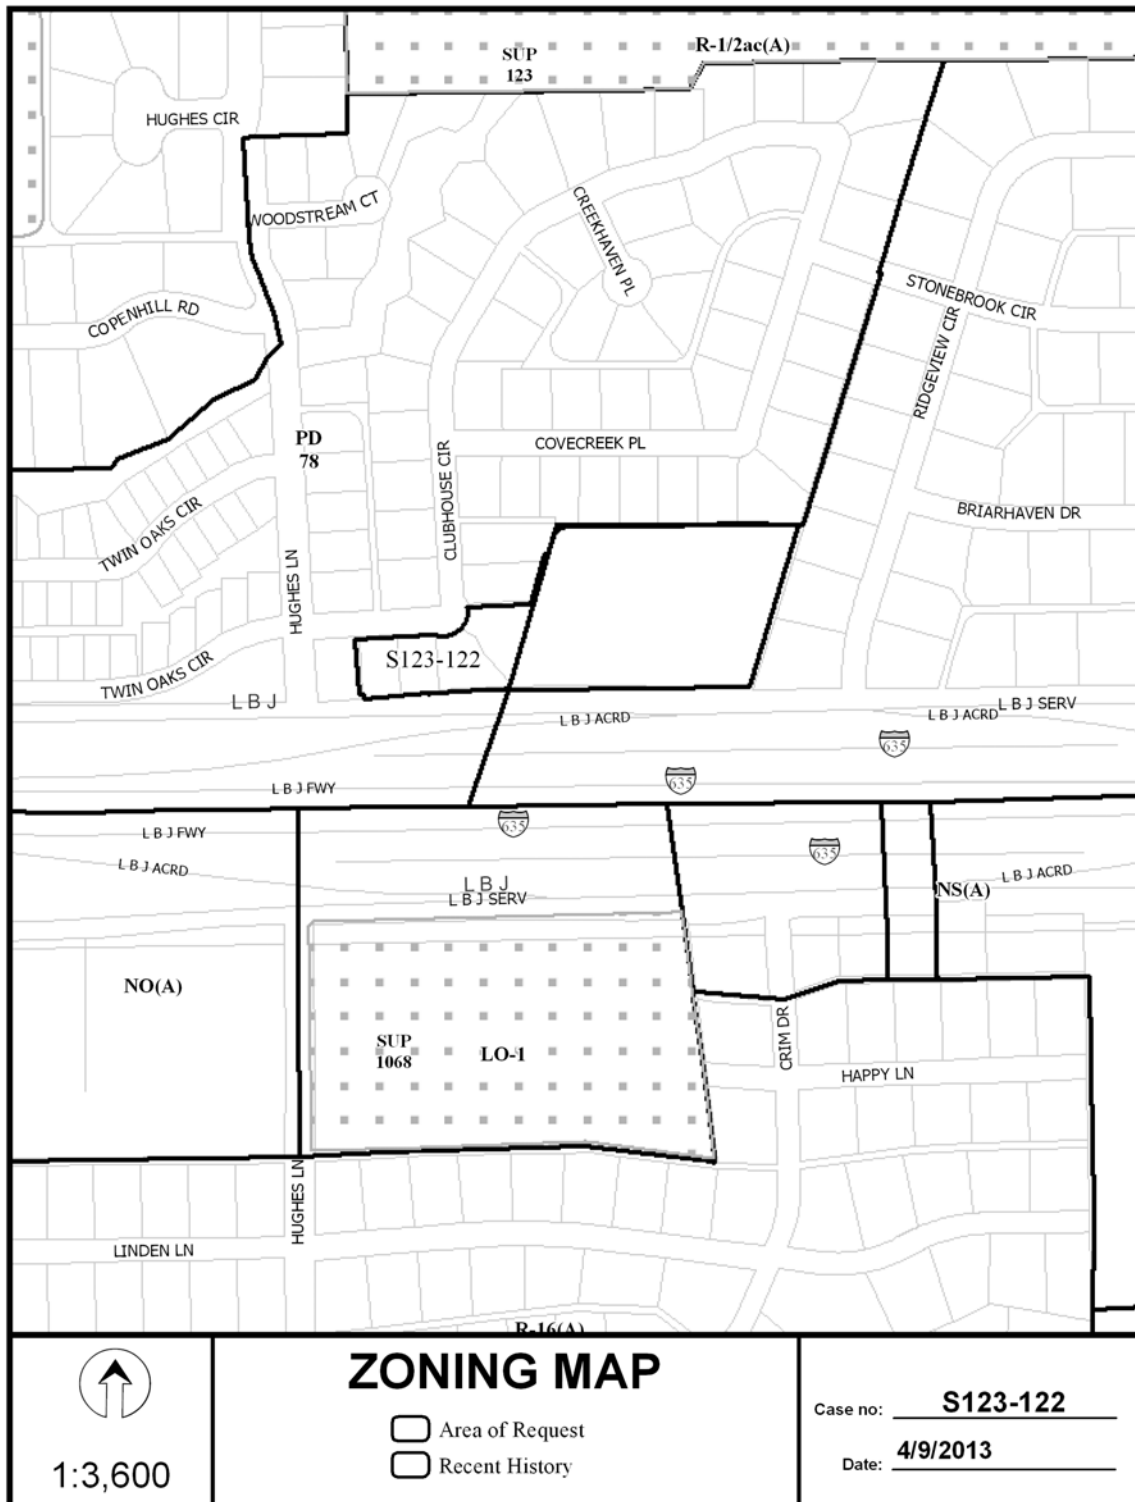 SUP
123
R-1/2ac(A)
HUGHES CIR
WOODSTREAM CT
CREEKHAVEN PL
COPENHILL RD
STONEBROOK CIR
RIDGEVIEW CIR
PD
78
COVECREEK PL
CLUBHOUSE CIR
TWIN OAKS CIR
BRIARHAVEN DR
HUGHES LN
S123-122
TWIN OAKS CIR
L B J
L B J ACRD
L B J ACRD
L B J SERV
635
635
L B J FWY
635
L B J FWY
635
L B J ACRD
L B J
L B J SERV
L B J ACRD
NS(A)
NO(A)
SUP
1068
LO-1
CRIM DR
HAPPY LN
HUGHES LN
LINDEN LN
R-16(A)
1:3,600
ZONING MAP
Area of Request
Recent History
Case no: S123-122
Date: 4/9/2013